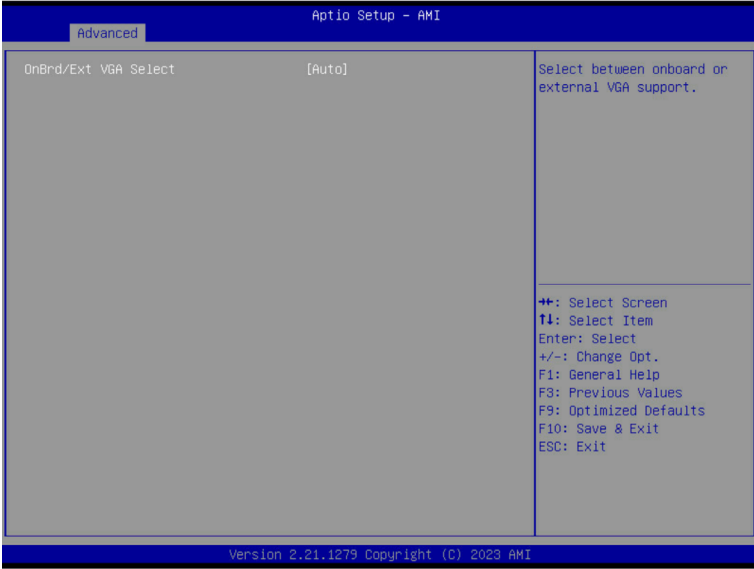 Aptio Setup – AMI
Advanced
OnBrd/Ext VGA Select [Auto]
Select between onboard or
external VGA support.
→←: Select Screen
↑↓: Select Item
Enter: Select
+/-: Change Opt.
F1: General Help
F3: Previous Values
F9: Optimized Defaults
F10: Save & Exit
ESC: Exit
Version 2.21.1279 Copyright (C) 2023 AMI